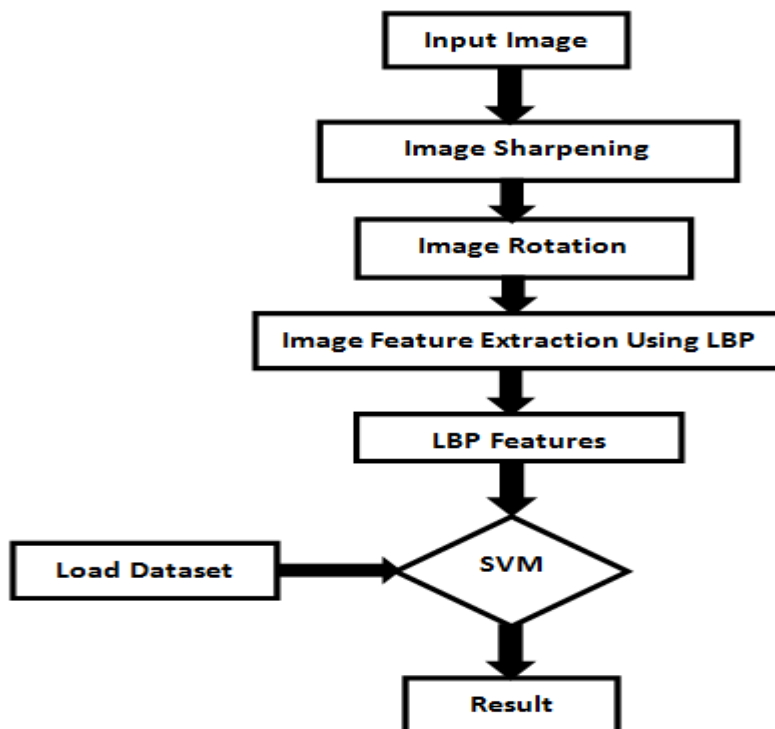 Input Image
Image Sharpening
Image Rotation
Image Feature Extraction Using LBP
LBP Features
Load Dataset
SVM
Result